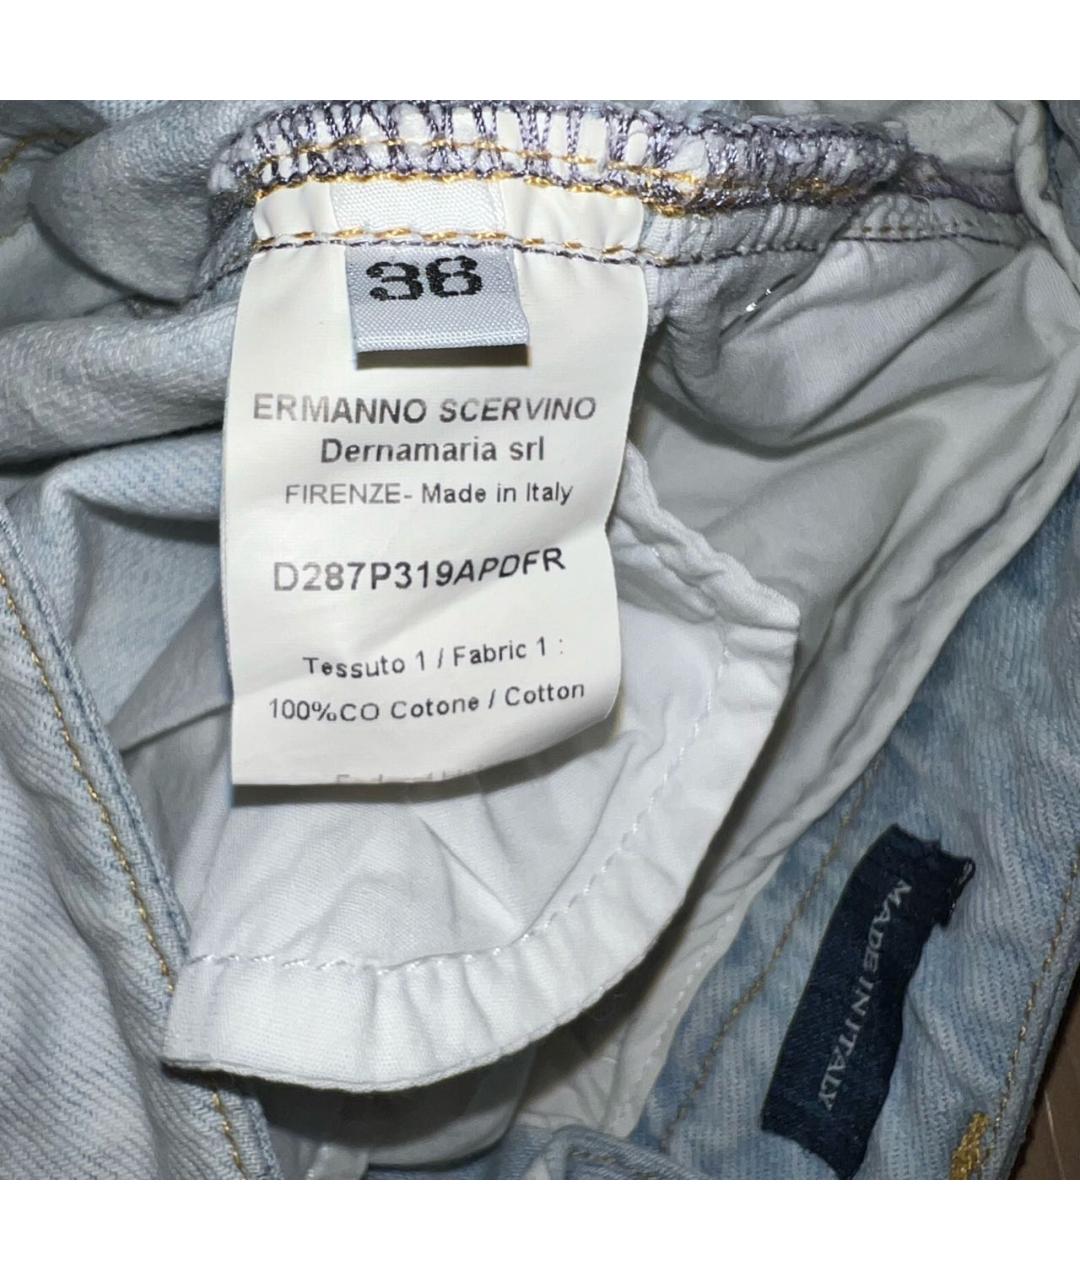 36
ERMANNO SCERVINO
Dernamaria srl
FIRENZE- Made in Italy
D287P319APDFR
Tessuto 1 / Fabric 1 :
100%CO Cotone / Cotton
MADE IN ITALY